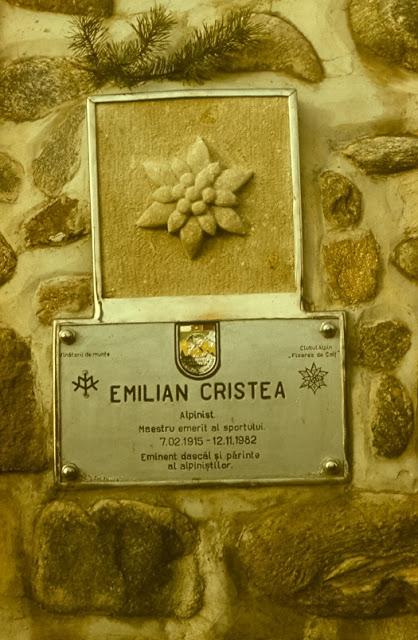 Vînătorii de munte
Clubul Alpin
„Floarea de Colț”
EMILIAN CRISTEA
Alpinist.
Maestru emerit al sportului.
7.02.1915 - 12.11.1982
Eminent dascăl și părinte
al alpiniștilor.